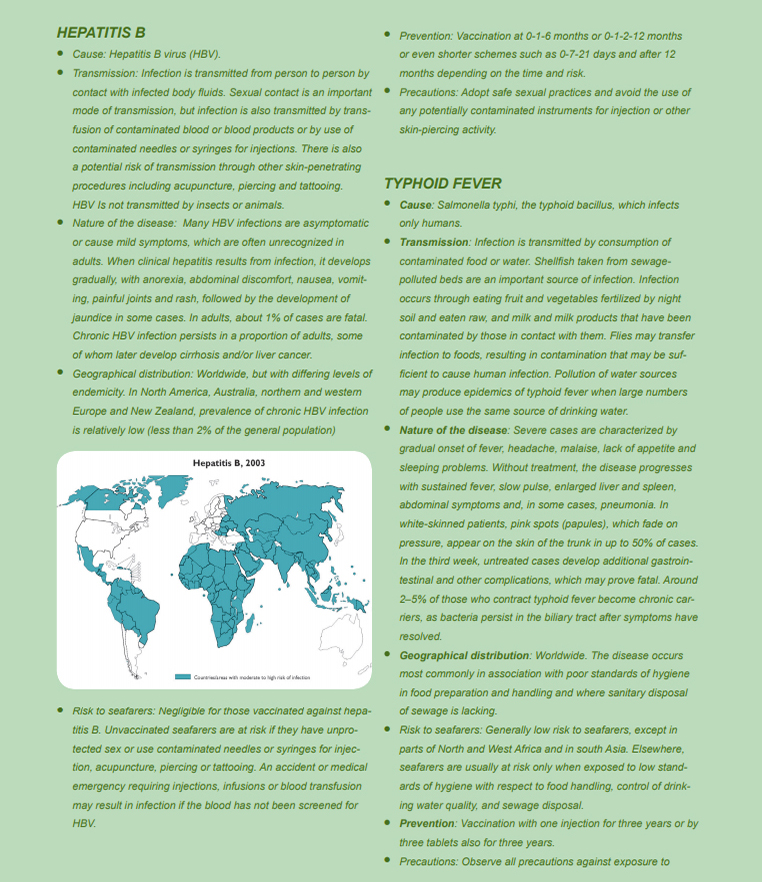 HEPATITIS B
• Cause: Hepatitis B virus (HBV).
• Transmission: Infection is transmitted from person to person by
contact with infected body fluids. Sexual contact is an important
mode of transmission, but infection is also transmitted by trans-
fusion of contaminated blood or blood products or by use of
contaminated needles or syringes for injections. There is also
a potential risk of transmission through other skin-penetrating
procedures including acupuncture, piercing and tattooing.
HBV Is not transmitted by insects or animals.
• Nature of the disease: Many HBV infections are asymptomatic
or cause mild symptoms, which are often unrecognized in
adults. When clinical hepatitis results from infection, it develops
gradually, with anorexia, abdominal discomfort, nausea, vomit-
ing, painful joints and rash, followed by the development of
jaundice in some cases. In adults, about 1% of cases are fatal.
Chronic HBV infection persists in a proportion of adults, some
of whom later develop cirrhosis and/or liver cancer.
• Geographical distribution: Worldwide, but with differing levels of
endemicity. In North America, Australia, northern and western
Europe and New Zealand, prevalence of chronic HBV infection
is relatively low (less than 2% of the general population)
Hepatitis B, 2003
Countries/areas with moderate to high risk of infection
• Risk to seafarers: Negligible for those vaccinated against hepa-
titis B. Unvaccinated seafarers are at risk if they have unpro-
tected sex or use contaminated needles or syringes for injec-
tion, acupuncture, piercing or tattooing. An accident or medical
emergency requiring injections, infusions or blood transfusion
may result in infection if the blood has not been screened for
HBV.
• Prevention: Vaccination at 0-1-6 months or 0-1-2-12 months
or even shorter schemes such as 0-7-21 days and after 12
months depending on the time and risk.
• Precautions: Adopt safe sexual practices and avoid the use of
any potentially contaminated instruments for injection or other
skin-piercing activity.
TYPHOID FEVER
• Cause: Salmonella typhi, the typhoid bacillus, which infects
only humans.
• Transmission: Infection is transmitted by consumption of
contaminated food or water. Shellfish taken from sewage-
polluted beds are an important source of infection. Infection
occurs through eating fruit and vegetables fertilized by night
soil and eaten raw, and milk and milk products that have been
contaminated by those in contact with them. Flies may transfer
infection to foods, resulting in contamination that may be suf-
ficient to cause human infection. Pollution of water sources
may produce epidemics of typhoid fever when large numbers
of people use the same source of drinking water.
• Nature of the disease: Severe cases are characterized by
gradual onset of fever, headache, malaise, lack of appetite and
sleeping problems. Without treatment, the disease progresses
with sustained fever, slow pulse, enlarged liver and spleen,
abdominal symptoms and, in some cases, pneumonia. In
white-skinned patients, pink spots (papules), which fade on
pressure, appear on the skin of the trunk in up to 50% of cases.
In the third week, untreated cases develop additional gastroin-
testinal and other complications, which may prove fatal. Around
2–5% of those who contract typhoid fever become chronic car-
riers, as bacteria persist in the biliary tract after symptoms have
resolved.
• Geographical distribution: Worldwide. The disease occurs
most commonly in association with poor standards of hygiene
in food preparation and handling and where sanitary disposal
of sewage is lacking.
• Risk to seafarers: Generally low risk to seafarers, except in
parts of North and West Africa and in south Asia. Elsewhere,
seafarers are usually at risk only when exposed to low stand-
ards of hygiene with respect to food handling, control of drink-
ing water quality, and sewage disposal.
• Prevention: Vaccination with one injection for three years or by
three tablets also for three years.
• Precautions: Observe all precautions against exposure to